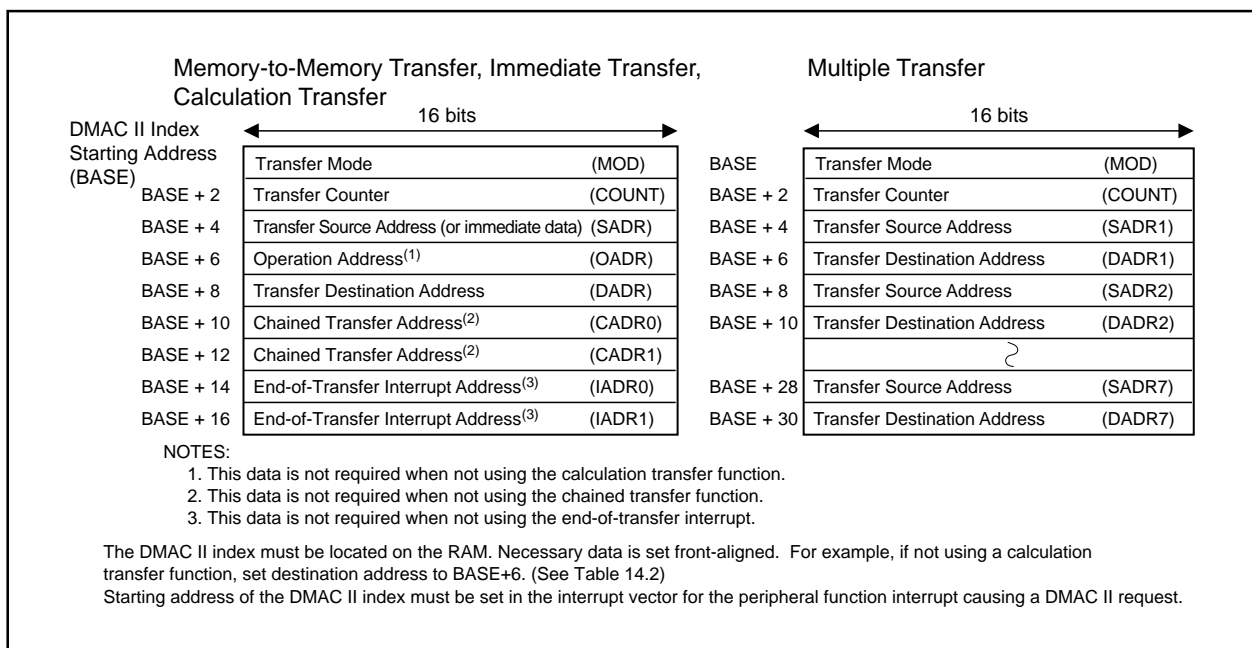 Memory-to-Memory Transfer, Immediate Transfer,
Calculation Transfer
Multiple Transfer
16 bits
16 bits
DMAC II Index
Starting Address
(BASE)
Transfer Mode (MOD)
BASE + 2 Transfer Counter (COUNT)
BASE + 4 Transfer Source Address (or immediate data) (SADR)
BASE + 6 Operation Address(1) (OADR)
BASE + 8 Transfer Destination Address (DADR)
BASE + 10 Chained Transfer Address(2) (CADR0)
BASE + 12 Chained Transfer Address(2) (CADR1)
BASE + 14 End-of-Transfer Interrupt Address(3) (IADR0)
BASE + 16 End-of-Transfer Interrupt Address(3) (IADR1)
BASE Transfer Mode (MOD)
BASE + 2 Transfer Counter (COUNT)
BASE + 4 Transfer Source Address (SADR1)
BASE + 6 Transfer Destination Address (DADR1)
BASE + 8 Transfer Source Address (SADR2)
BASE + 10 Transfer Destination Address (DADR2)
BASE + 28 Transfer Source Address (SADR7)
BASE + 30 Transfer Destination Address (DADR7)
NOTES:
1. This data is not required when not using the calculation transfer function.
2. This data is not required when not using the chained transfer function.
3. This data is not required when not using the end-of-transfer interrupt.
The DMAC II index must be located on the RAM. Necessary data is set front-aligned. For example, if not using a calculation
transfer function, set destination address to BASE+6. (See Table 14.2)
Starting address of the DMAC II index must be set in the interrupt vector for the peripheral function interrupt causing a DMAC II request.